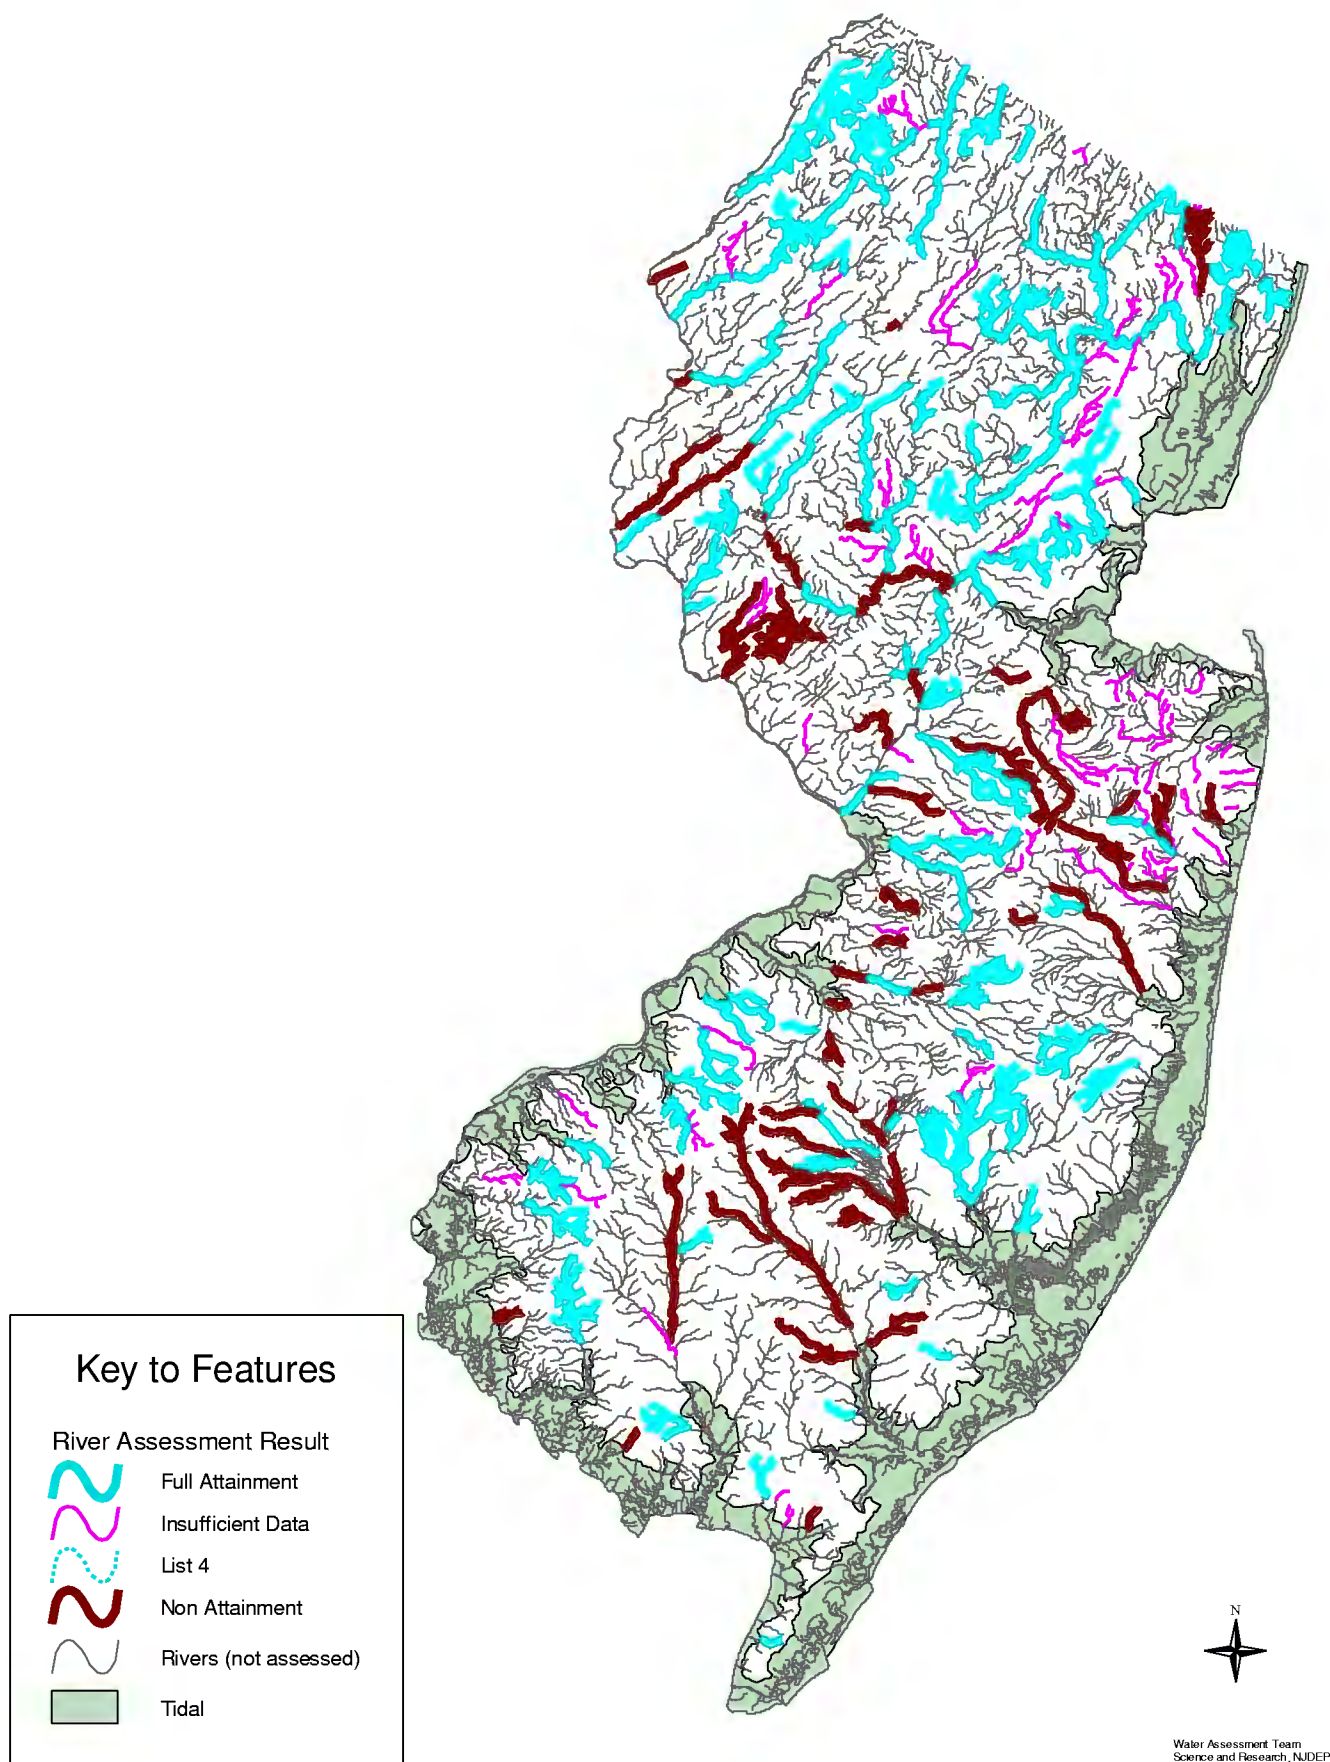 Key to Features
River Assessment Result
Full Attainment
Insufficient Data
List 4
Non Attainment
Rivers (not assessed)
Tidal
N
Water Assessment Team
Science and Research, NJDEP